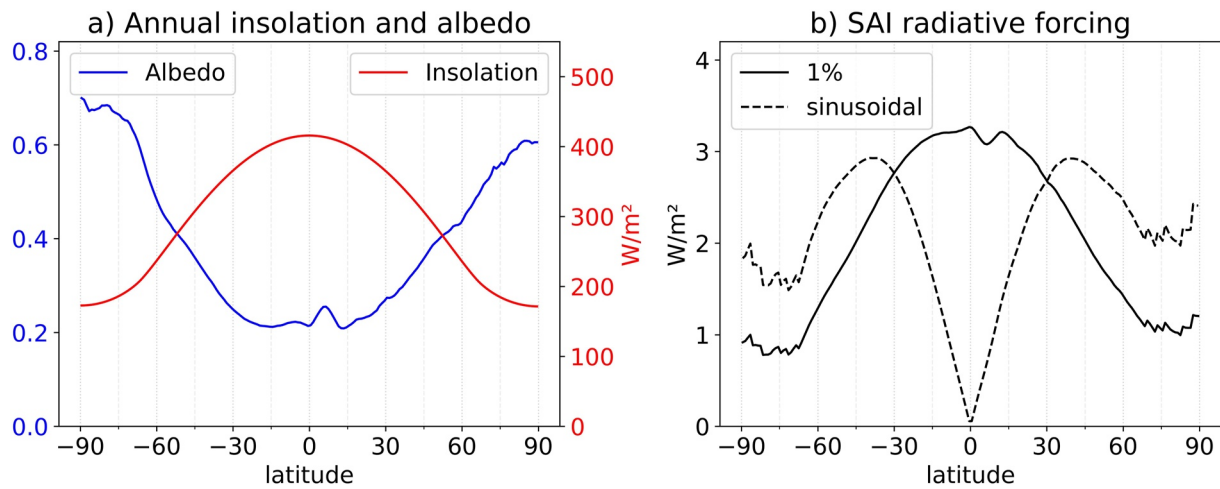 a) Annual insolation and albedo
Albedo
Insolation
0.8
0.6
0.4
0.2
0.0
500
400
300
200
100
0
W/m²
−90 −60 −30 0 30 60 90
latitude
b) SAI radiative forcing
1%
sinusoidal
4
3
2
1
0
W/m²
−90 −60 −30 0 30 60 90
latitude